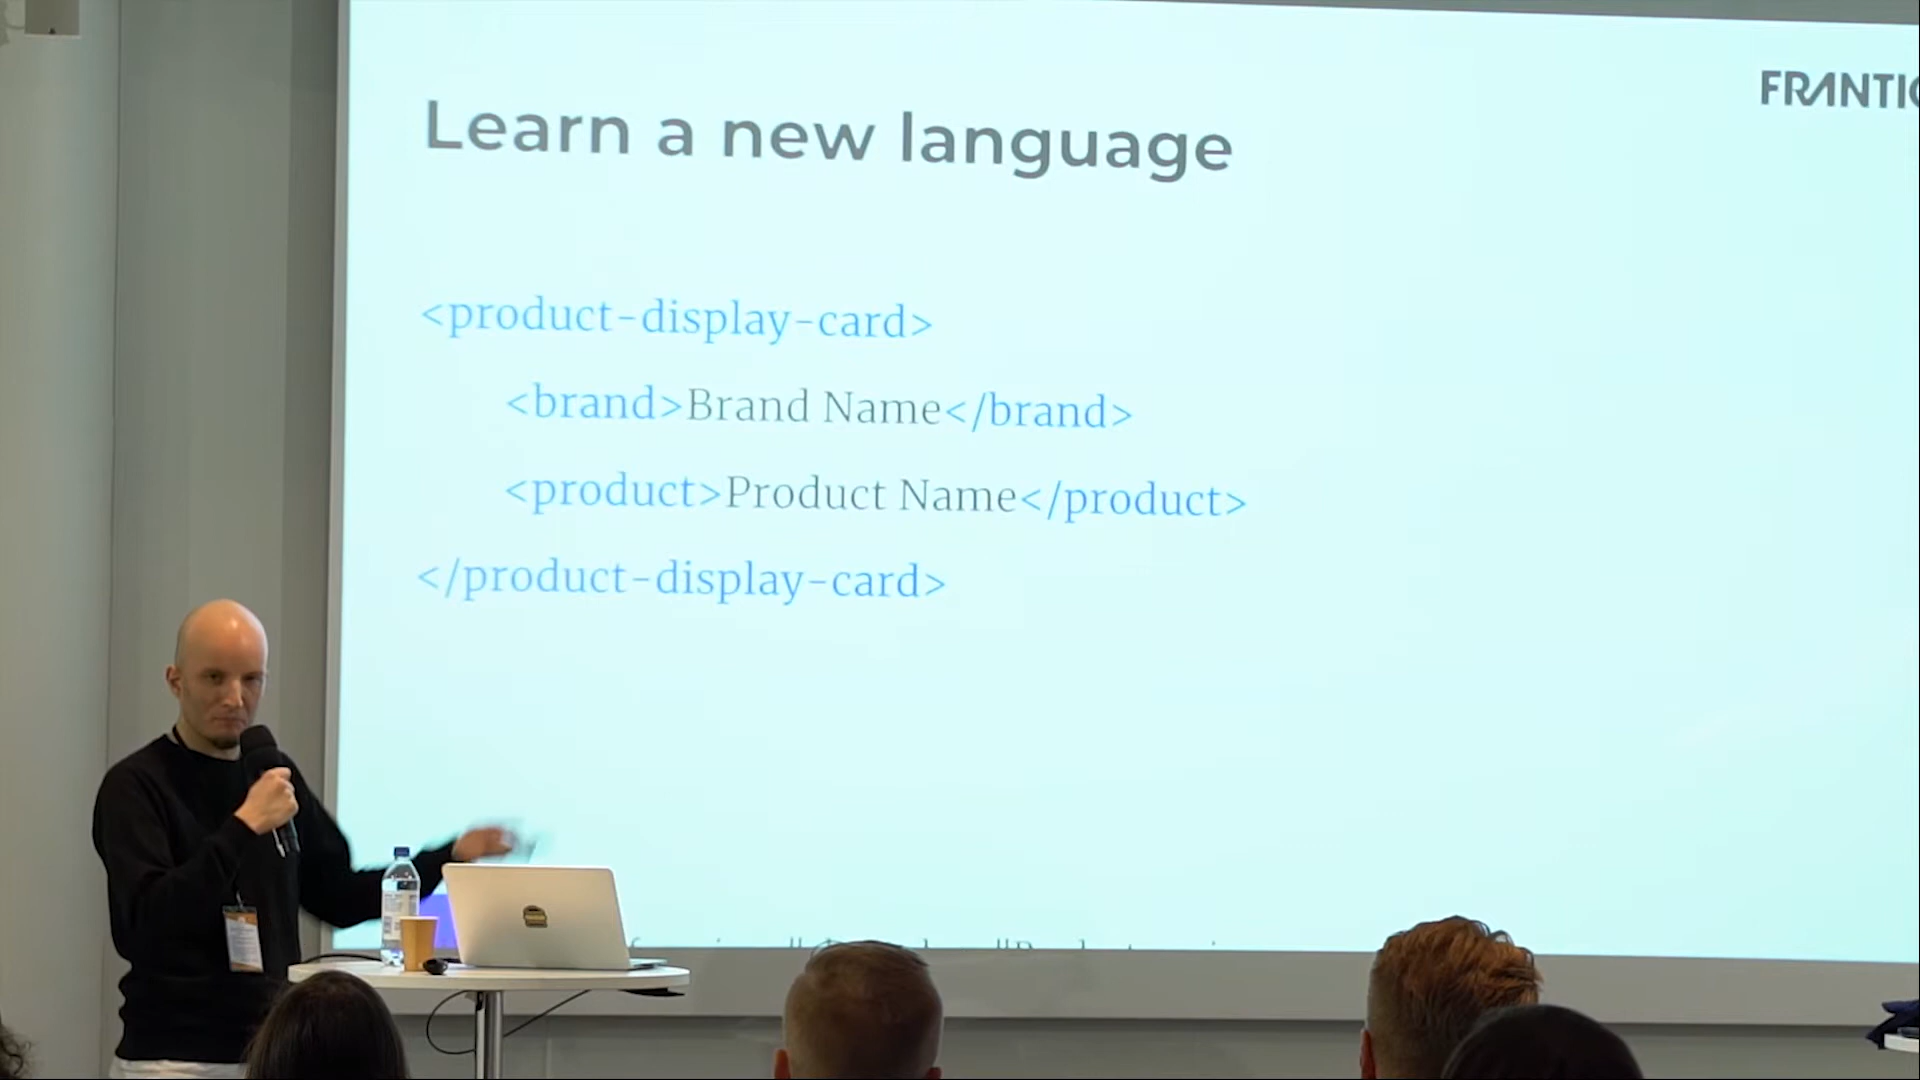 FRANTIC
Learn a new language
<product-display-card>
<brand>Brand Name</brand>
<product>Product Name</product>
</product-display-card>